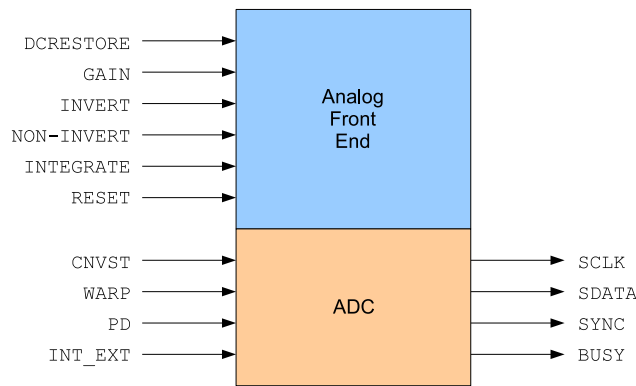 DCRESTORE
GAIN
INVERT
NON-INVERT
INTEGRATE
RESET
Analog
Front
End
CNVST
WARP
PD
INT_EXT
ADC
SCLK
SDATA
SYNC
BUSY